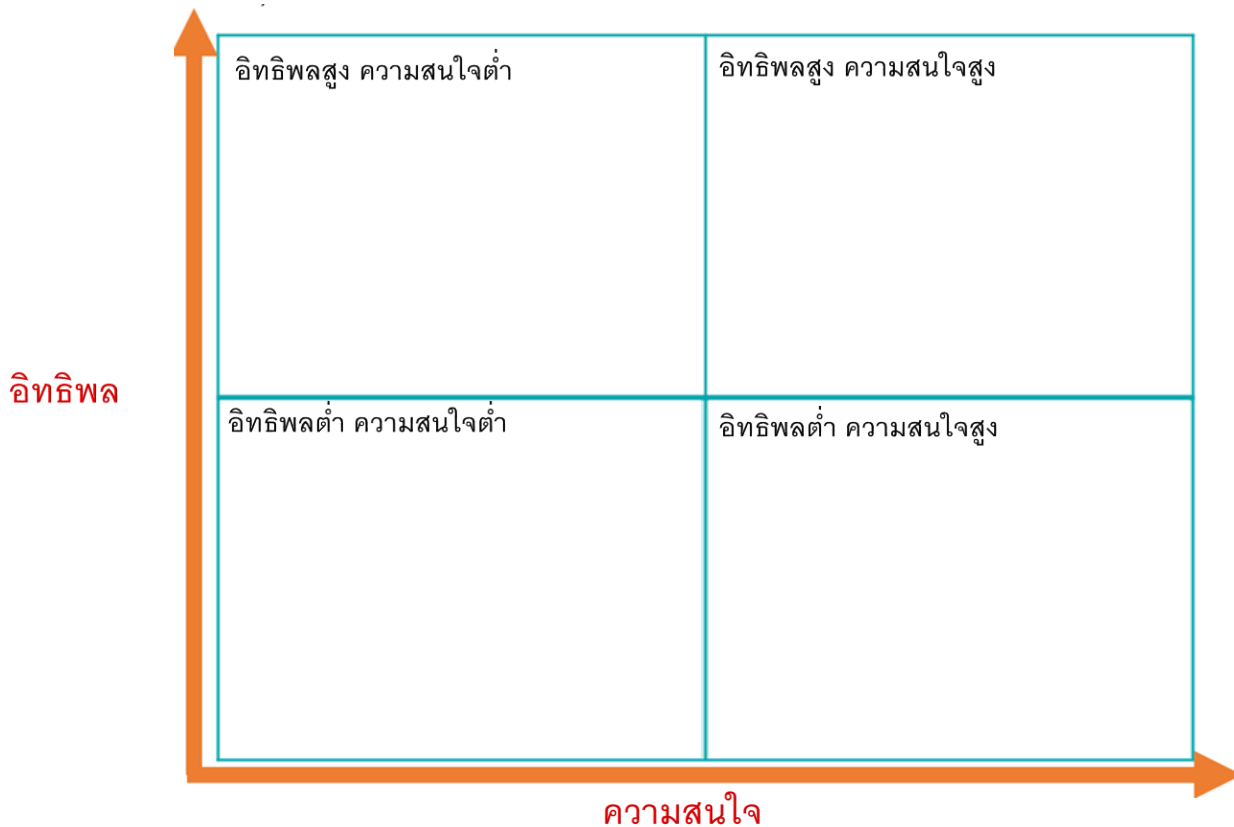 อิทธิพลสูง ความสนใจต่ำ
อิทธิพลสูง ความสนใจสูง
อิทธิพล
อิทธิพลต่ำ ความสนใจต่ำ
อิทธิพลต่ำ ความสนใจสูง
ความสนใจ